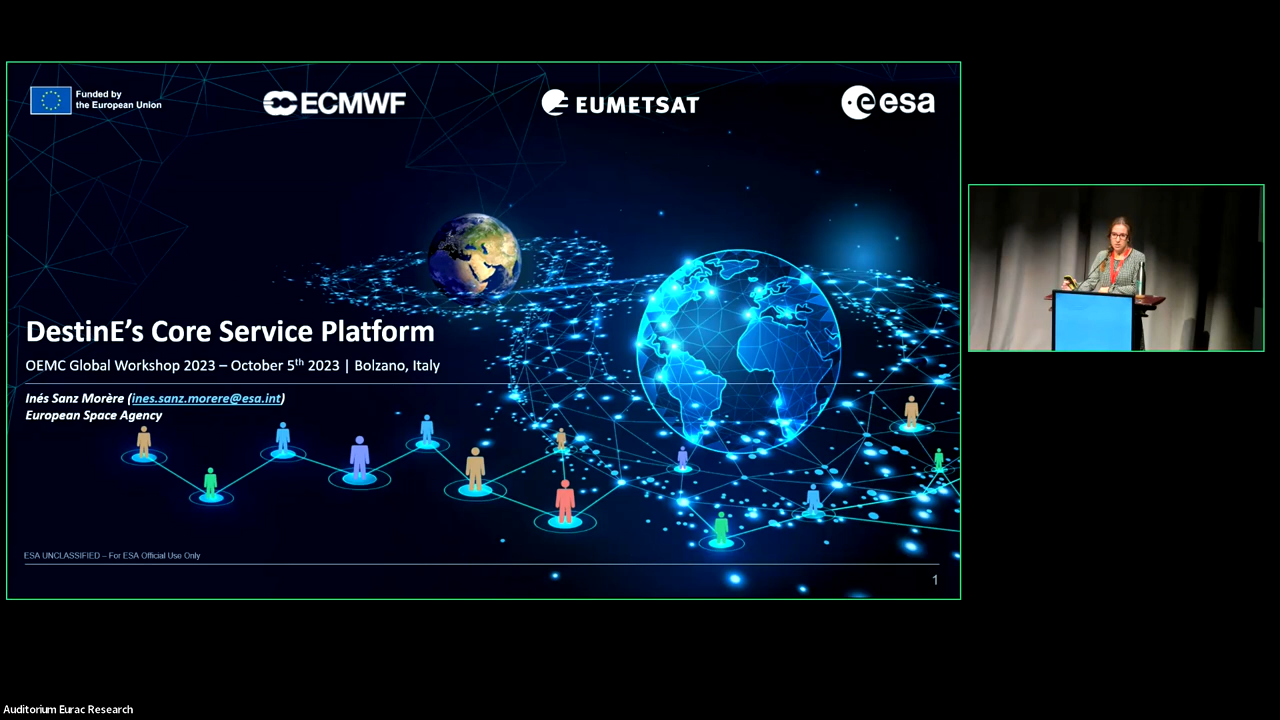 Funded by
the European Union
ECMWF
EUMETSAT
esa
DestinE's Core Service Platform
OEMC Global Workshop 2023 – October 5th 2023 | Bolzano, Italy
Inés Sanz Morère (ines.sanz.morere@esa.int)
European Space Agency
ESA UNCLASSIFIED – For ESA Official Use Only
1
Auditorium Eurac Research